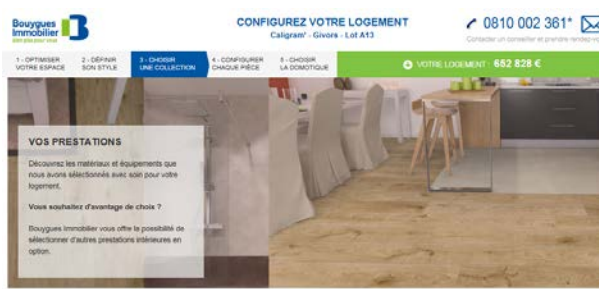 Bouygues
Immobilier
CONFIGUREZ VOTRE LOGEMENT
Caligram' - Givors - Lot A13
0810 002 361*
Contacter un conseiller et prendre rendez-vo
1 - OPTIMISER
VOTRE ESPACE
2 - DÉFINIR
SON STYLE
3 - CHOISIR
UNE COLLECTION
4 - CONFIGURER
CHAQUE PIÈCE
5 - CHOISIR
LA DOMOTIQUE
VOTRE LOGEMENT : 652 828 €
VOS PRESTATIONS
Découvrez les matériaux et équipements que
nous avons sélectionnés avec soin pour votre
logement.
Vous souhaitez d'avantage de choix ?
Bouygues Immobilier vous offre la possibilité de
sélectionner d'autres prestations intérieures en
option.